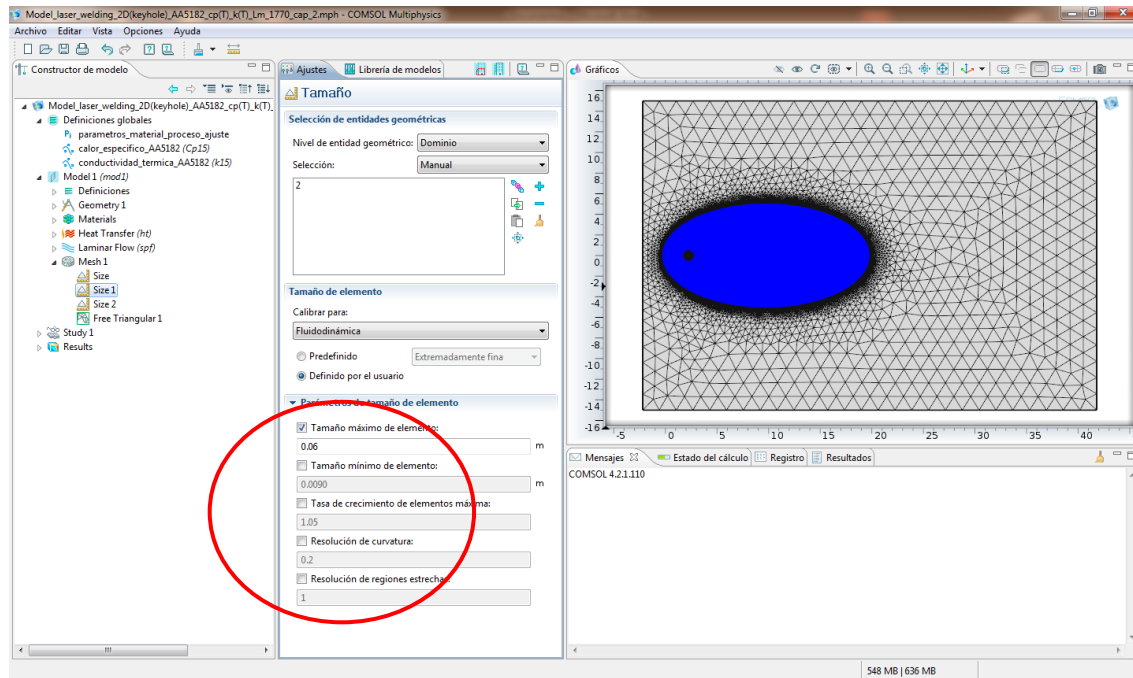 Model_laser_welding_2D(keyhole)_AA5182_cp(T)_k(T)_Lm_1770_cap_2.mph - COMSOL Multiphysics
Archivo Editar Vista Opciones Ayuda
Constructor de modelo
Model_laser_welding_2D(keyhole)_AA5182_cp(T)_k(T)_
Definiciones globales
Pi parametros_material_proceso_ajuste
calor_especifico_AA5182 (Cp15)
conductividad_termica_AA5182 (k15)
Model 1 (mod1)
Definiciones
Geometry 1
Materials
Heat Transfer (ht)
Laminar Flow (spf)
Mesh 1
Size
Size 1
Size 2
Free Triangular 1
Study 1
Results
Ajustes Librería de modelos
Tamaño
Selección de entidades geométricas
Nivel de entidad geométrico: Dominio
Selección: Manual
2
Tamaño de elemento
Calibrar para:
Fluidodinámica
Predefinido Extremadamente fina
Definido por el usuario
Parámetros de tamaño de elemento
Tamaño máximo de elemento:
0.06 m
Tamaño mínimo de elemento:
0.0090 m
Tasa de crecimiento de elementos máxima:
1.05
Resolución de curvatura:
0.2
Resolución de regiones estrechas:
1
Gráficos
16
14
12
10
8
6
4
2
0
-2
-4
-6
-8
-10
-12
-14
-16
-5 0 5 10 15 20 25 30 35 40
Mensajes Estado del cálculo Registro Resultados
COMSOL 4.2.1.110
548 MB | 636 MB